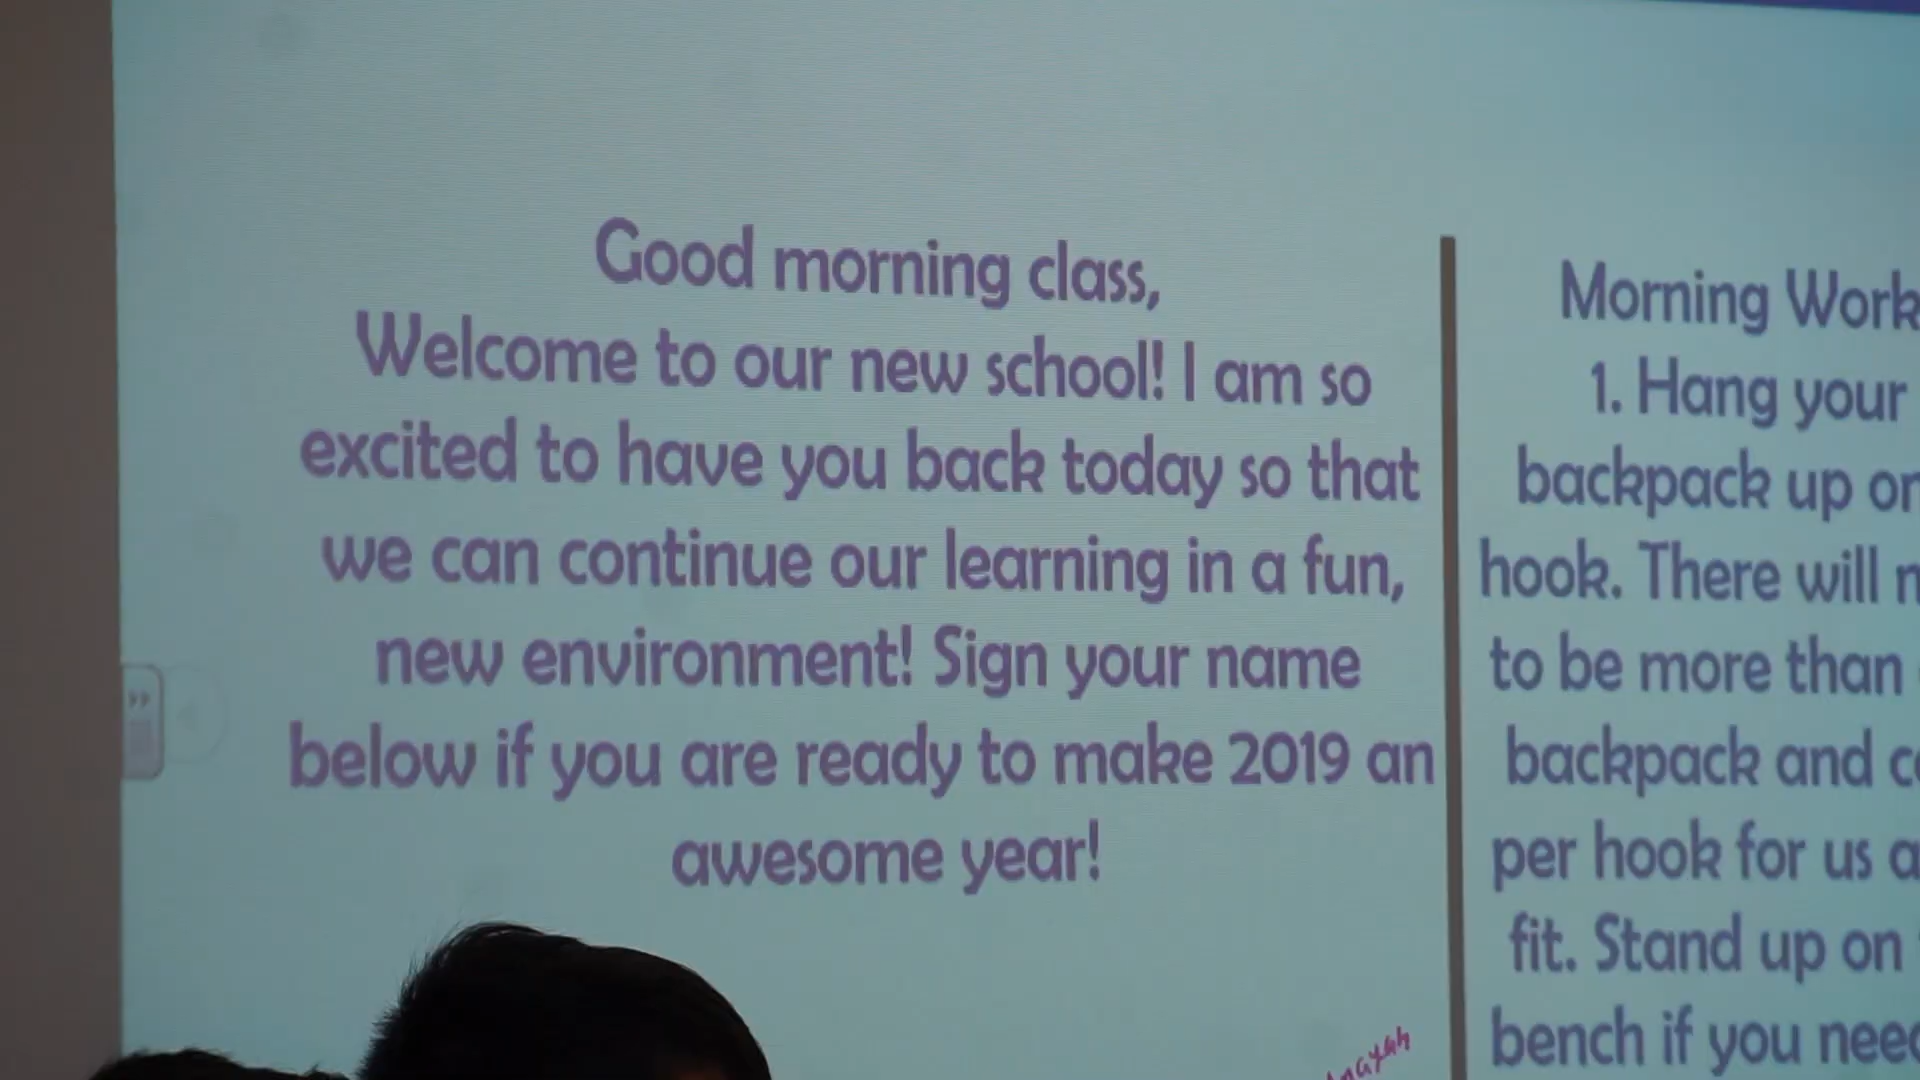 Good morning class,
Welcome to our new school! I am so
excited to have you back today so that
we can continue our learning in a fun,
new environment! Sign your name
below if you are ready to make 2019 an
awesome year!
Morning Work
1. Hang your
backpack up on
hook. There will
to be more than
backpack and
per hook for us
fit. Stand up on
bench if you need